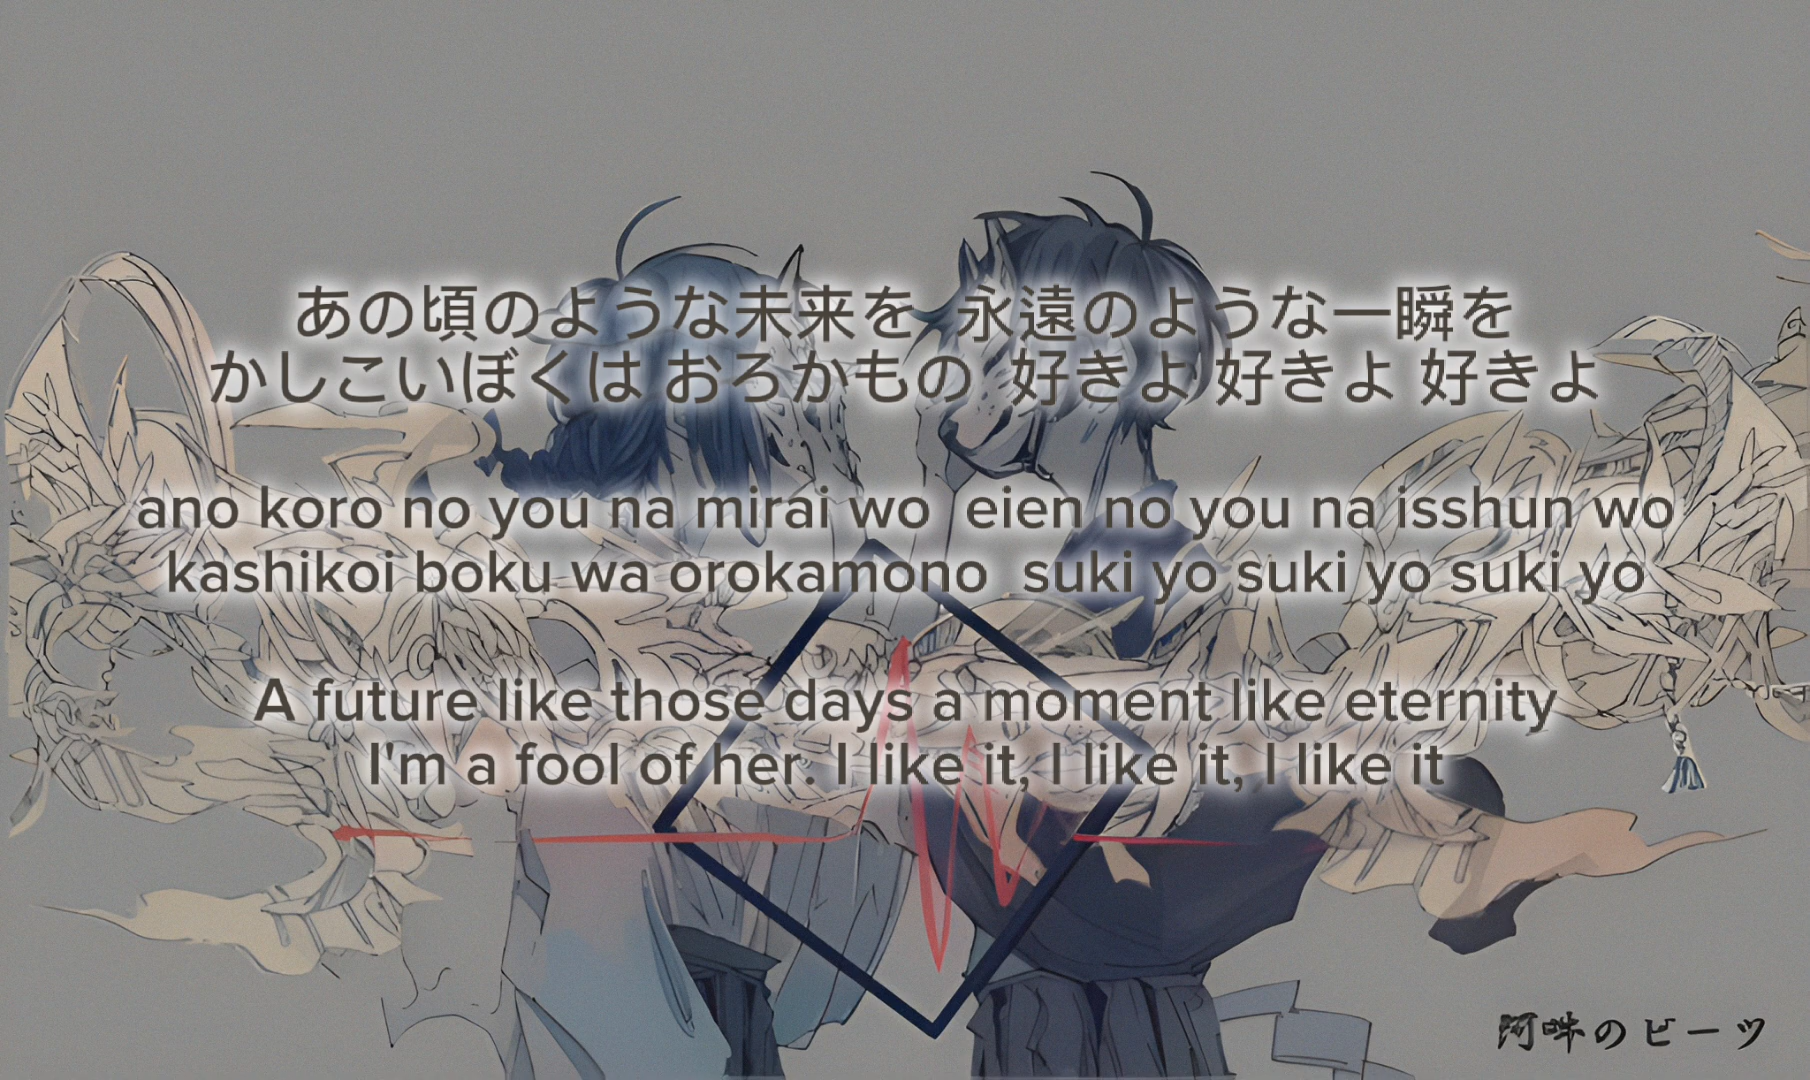 あの頃のような未来を 永遠のような一瞬を
かしこいぼくは おろかもの 好きよ 好きよ 好きよ
ano koro no you na mirai wo eien no you na isshun wo
kashikoi boku wa orokamono suki yo suki yo suki yo
A future like those days a moment like eternity
I'm a fool of her. I like it, I like it, I like it
阿吽のビーツ